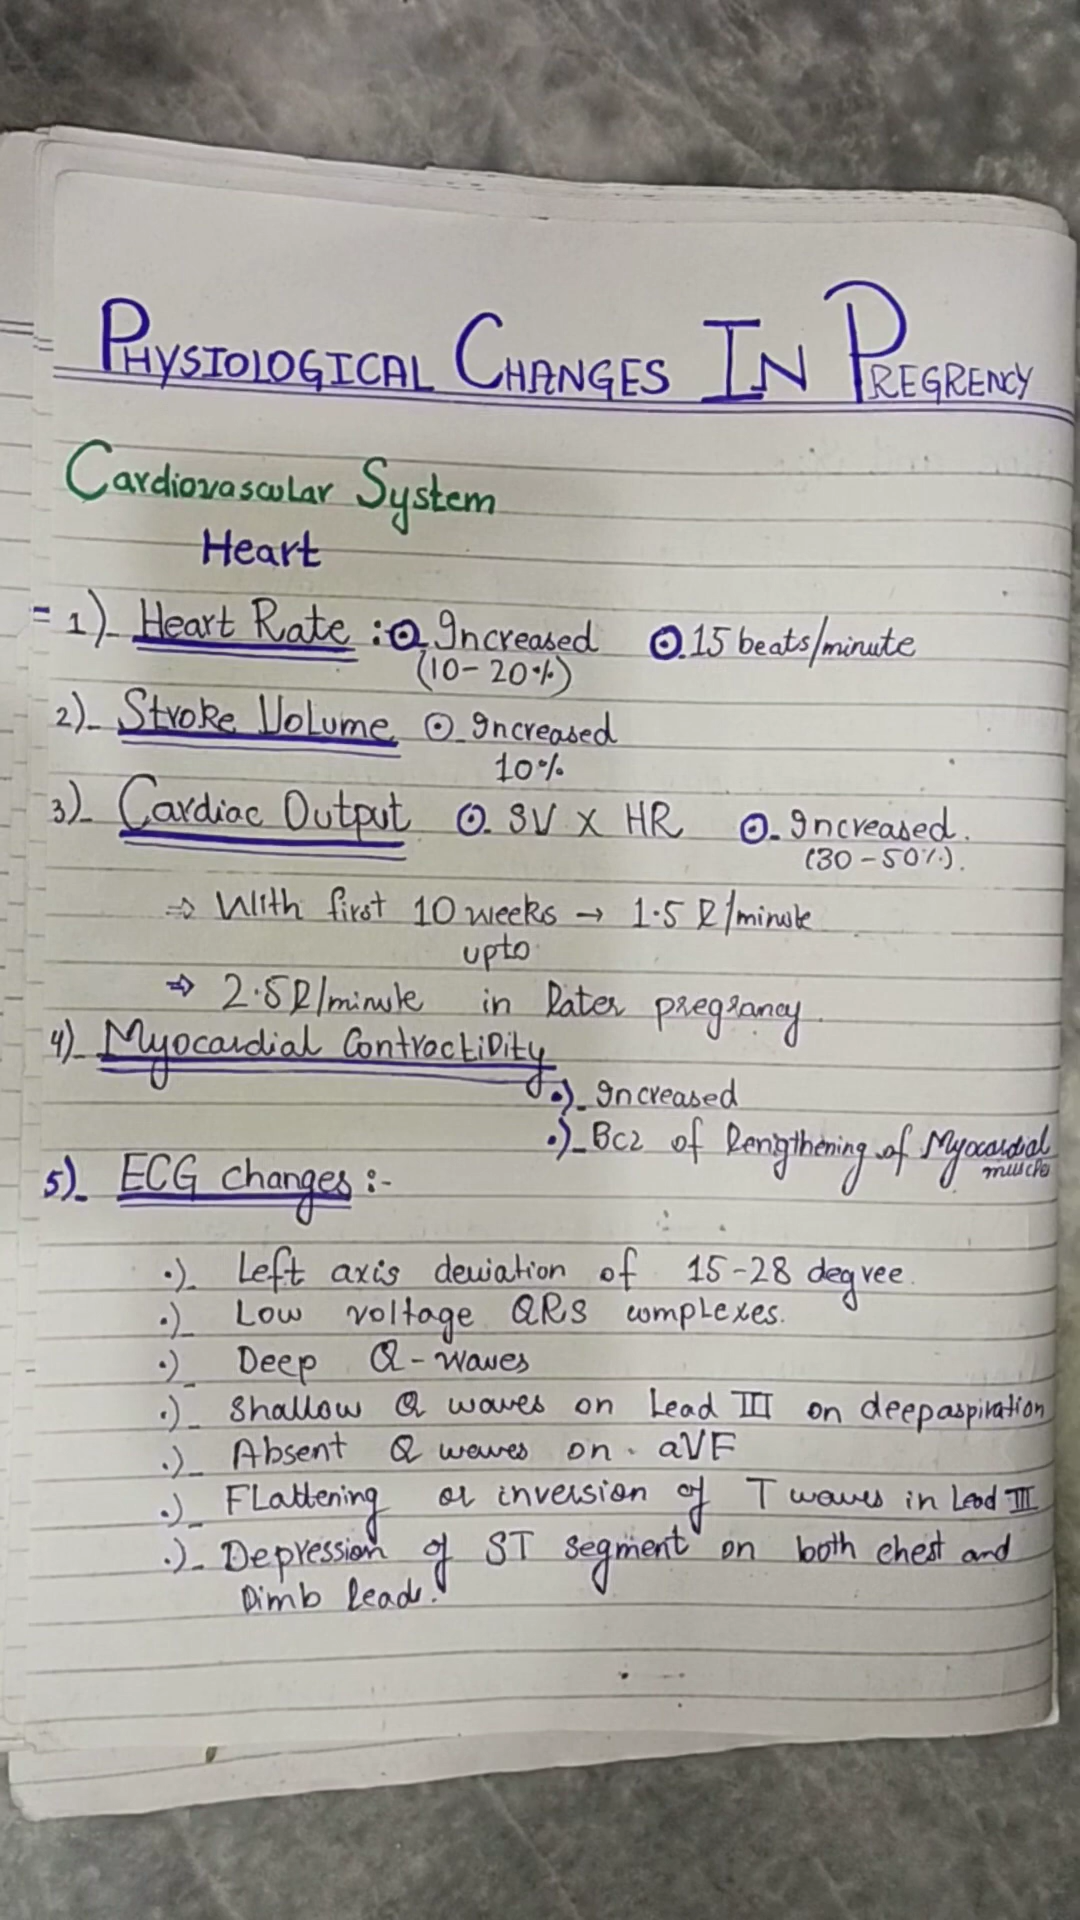 PHYSIOLOGICAL CHANGES IN PREGRENCY
Cardiovascular System
Heart
= 1)_ Heart Rate : Increased 15 beats/minute
(10-20%)
2)_ Stroke Volume Increased
10%
3)_ Cardiac Output SV X HR Increased.
(30-50%).
⇒ With first 10 weeks → 1.5 l/minute
upto
⇒ 2.5 l/minute in later pregnancy.
4)_ Myocardial Contractility
•)_ Increased
•)_ Bcz of lengthening of Myocardial
muscles
5)_ ECG changes :-
•)_ Left axis deviation of 15-28 degree.
•)_ Low voltage QRS complexes.
•) Deep Q-waves
•)_ Shallow Q waves on Lead III on deepaspiration
•)_ Absent Q waves on aVF
•)_ Flattening or inversion of T waves in Lead III
•)_ Depression of ST segment on both chest and
limb leads.